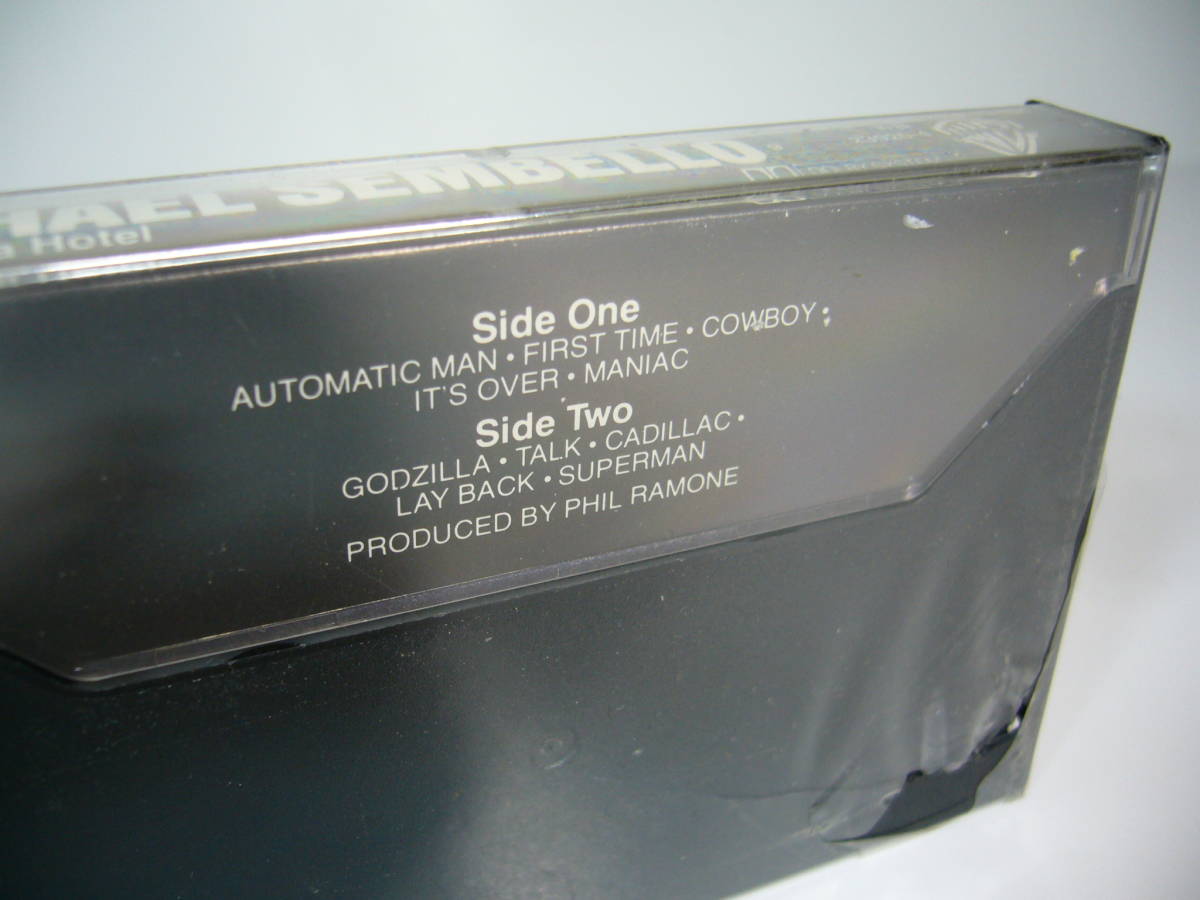 HAEL SEMBELLO
a Hotel
Side One
AUTOMATIC MAN • FIRST TIME • COWBOY •
IT'S OVER • MANIAC
Side Two
GODZILLA • TALK • CADILLAC •
LAY BACK • SUPERMAN
PRODUCED BY PHIL RAMONE